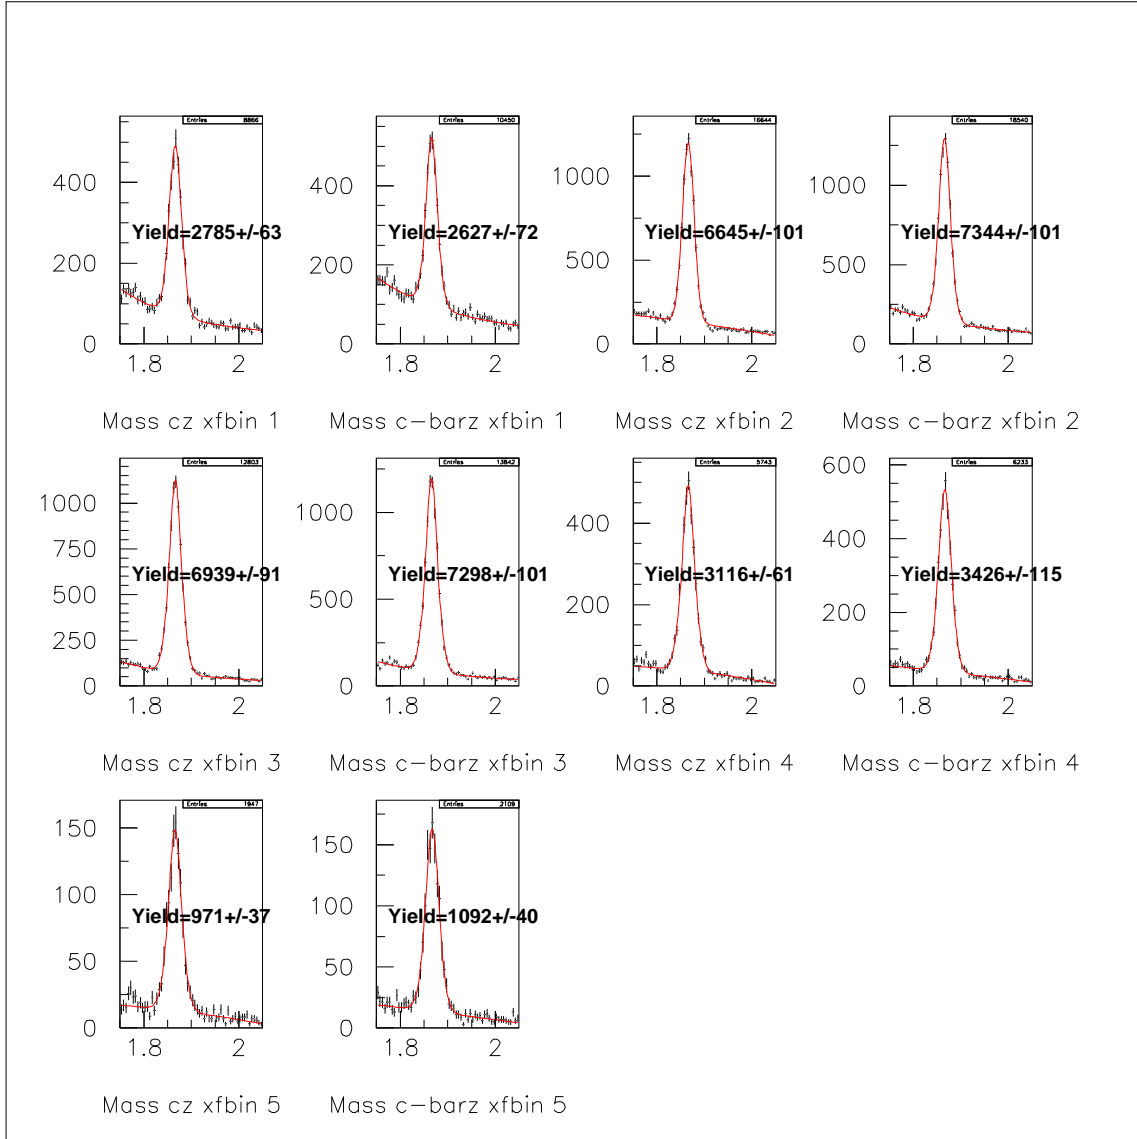 Entries 8866
400
200
0
Yield=2785+/-63
1.8 2
Mass cz xfbin 1
Entries 10450
400
200
0
Yield=2627+/-72
1.8 2
Mass c-barz xfbin 1
Entries 16644
1000
500
0
Yield=6645+/-101
1.8 2
Mass cz xfbin 2
Entries 18540
1000
500
0
Yield=7344+/-101
1.8 2
Mass c-barz xfbin 2
Entries 12803
1000
750
500
250
0
Yield=6939+/-91
1.8 2
Mass cz xfbin 3
Entries 13842
1000
500
0
Yield=7298+/-101
1.8 2
Mass c-barz xfbin 3
Entries 5743
400
200
0
Yield=3116+/-61
1.8 2
Mass cz xfbin 4
Entries 6233
600
400
200
0
Yield=3426+/-115
1.8 2
Mass c-barz xfbin 4
Entries 1947
150
100
50
0
Yield=971+/-37
1.8 2
Mass cz xfbin 5
Entries 2109
150
100
50
0
Yield=1092+/-40
1.8 2
Mass c-barz xfbin 5